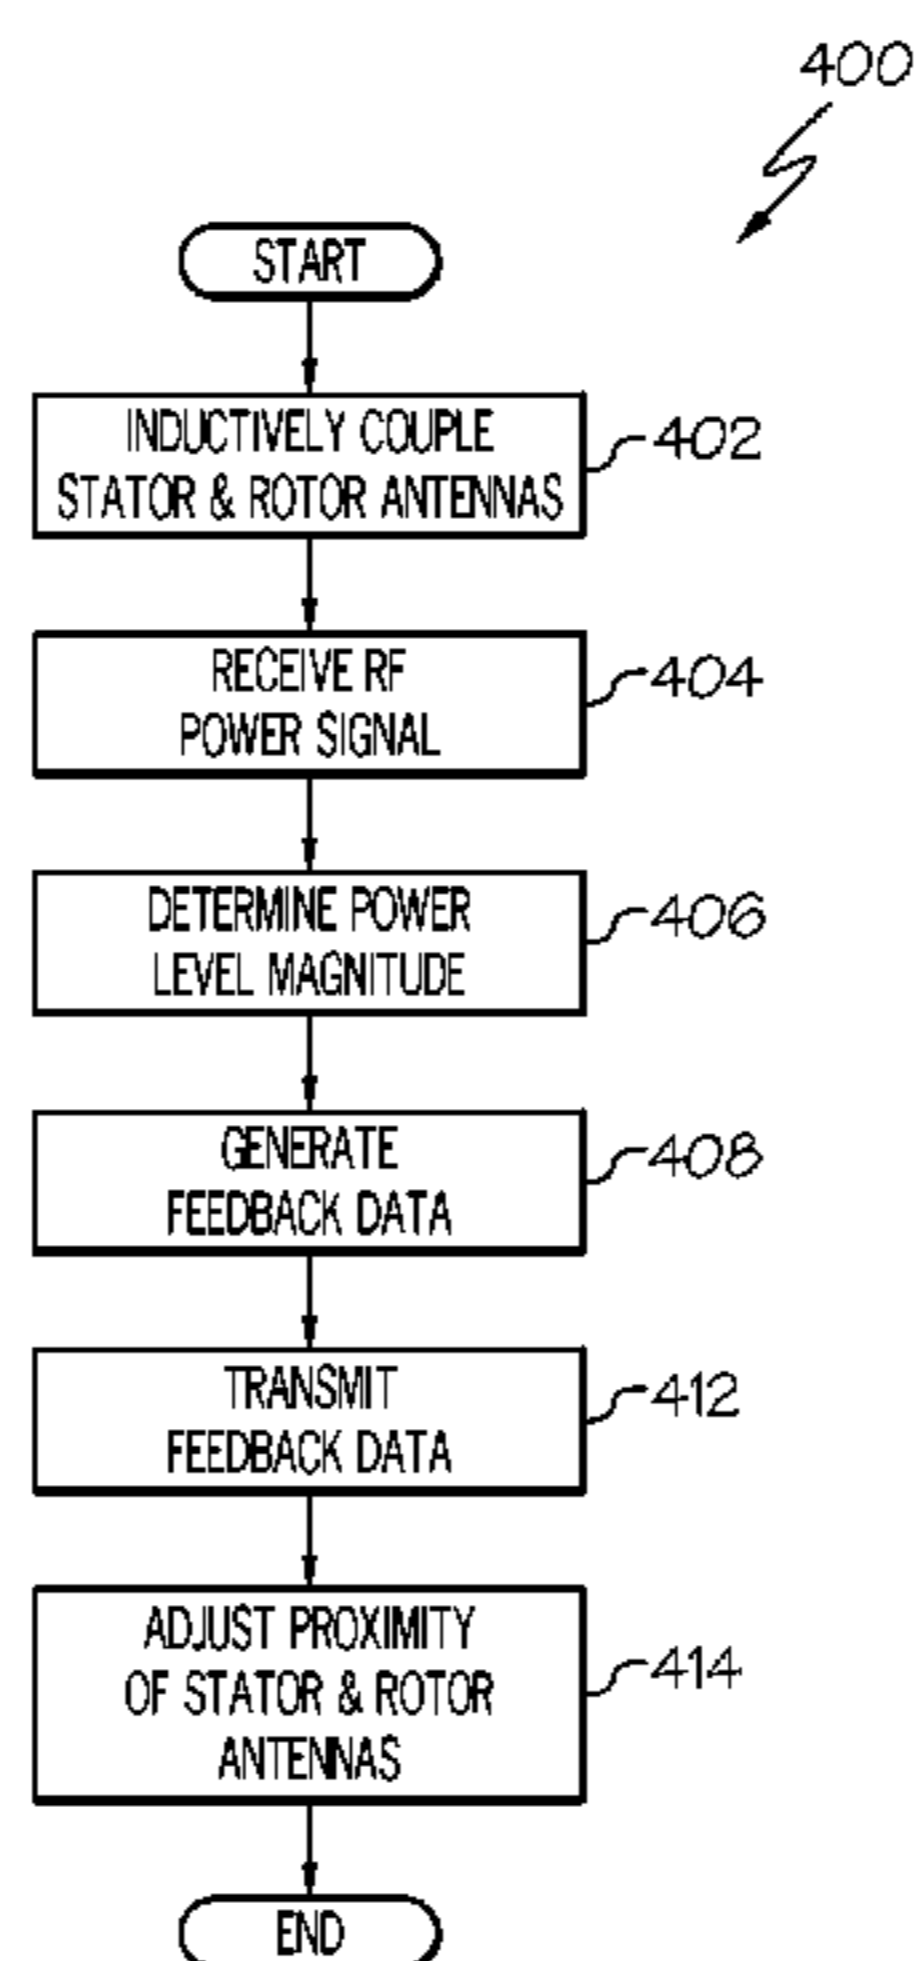 400
START
INDUCTIVELY COUPLE
STATOR & ROTOR ANTENNAS
402
RECEIVE RF
POWER SIGNAL
404
DETERMINE POWER
LEVEL MAGNITUDE
406
GENERATE
FEEDBACK DATA
408
TRANSMIT
FEEDBACK DATA
412
ADJUST PROXIMITY
OF STATOR & ROTOR
ANTENNAS
414
END